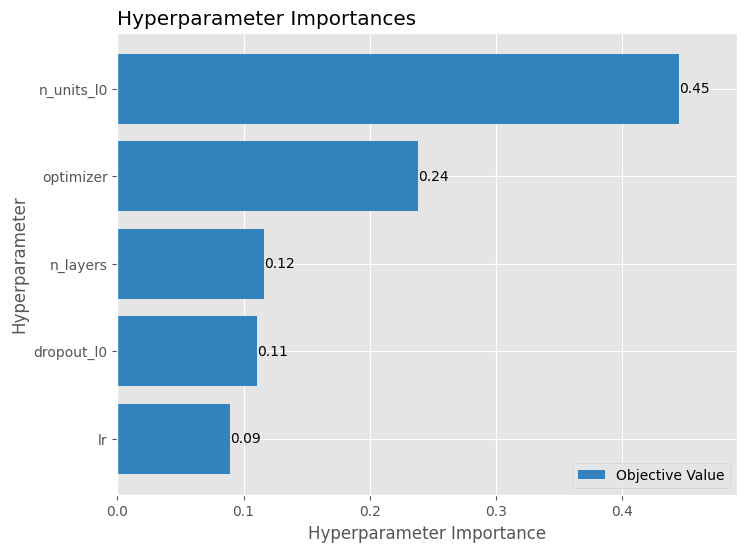 Hyperparameter Importances
Hyperparameter
n_units_l0
0.45
optimizer
0.24
n_layers
0.12
dropout_l0
0.11
lr
0.09
Objective Value
0.0 0.1 0.2 0.3 0.4
Hyperparameter Importance